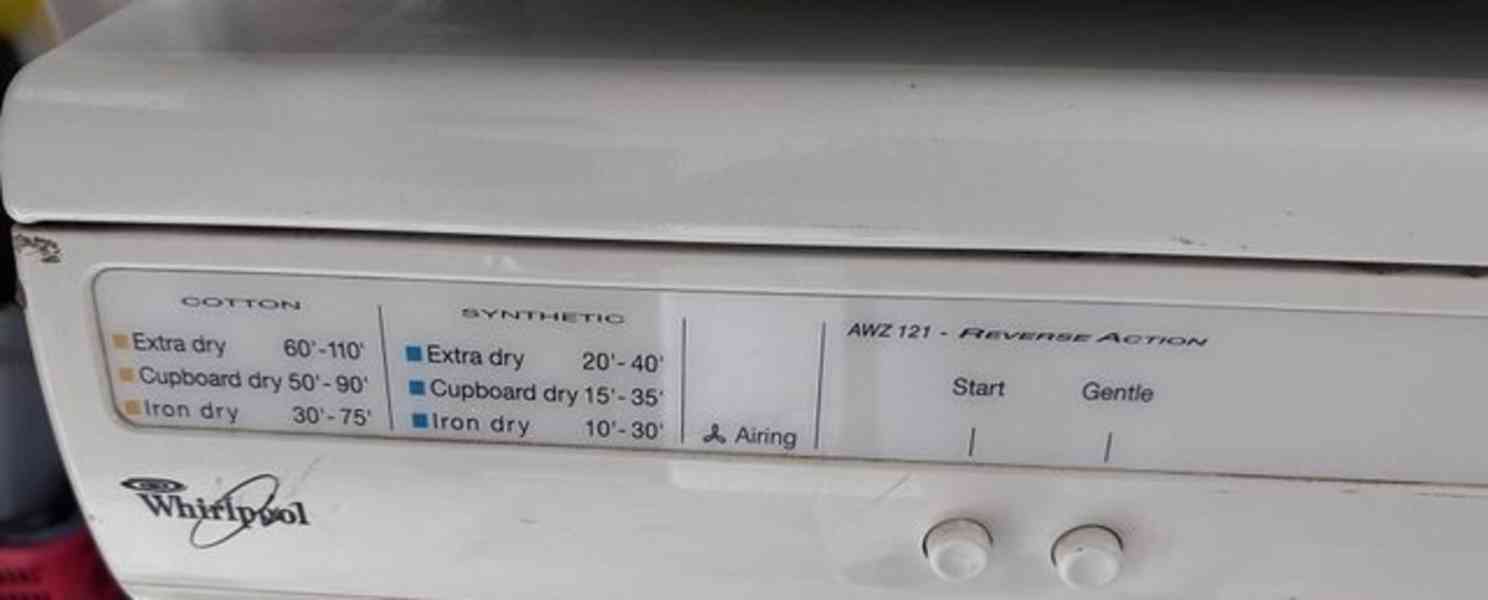 COTTON
Extra dry 60'-110'
Cupboard dry 50'-90'
Iron dry 30'-75'
SYNTHETIC
Extra dry 20'-40'
Cupboard dry 15'-35'
Iron dry 10'-30'
Airing
AWZ 121 - REVERSE ACTION
Start Gentle
Whirlpool